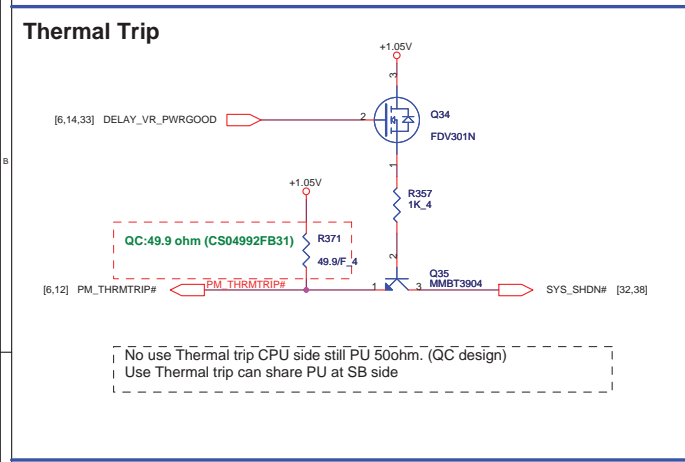 Thermal Trip
+1.05V
3
[6,14,33] DELAY_VR_PWRGOOD
2
Q34
FDV301N
B
1
+1.05V
R357
1K_4
QC:49.9 ohm (CS04992FB31)
R371
49.9/F_4
2
Q35
MMBT3904
[6,12] PM_THRMTRIP#
PM_THRMTRIP#
1
3
SYS_SHDN# [32,38]
No use Thermal trip CPU side still PU 50ohm. (QC design)
Use Thermal trip can share PU at SB side